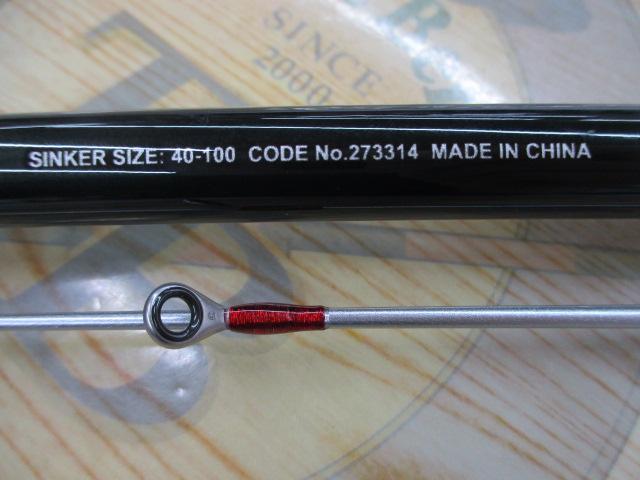 SINCE
2000
SINKER SIZE: 40-100 CODE No.273314 MADE IN CHINA